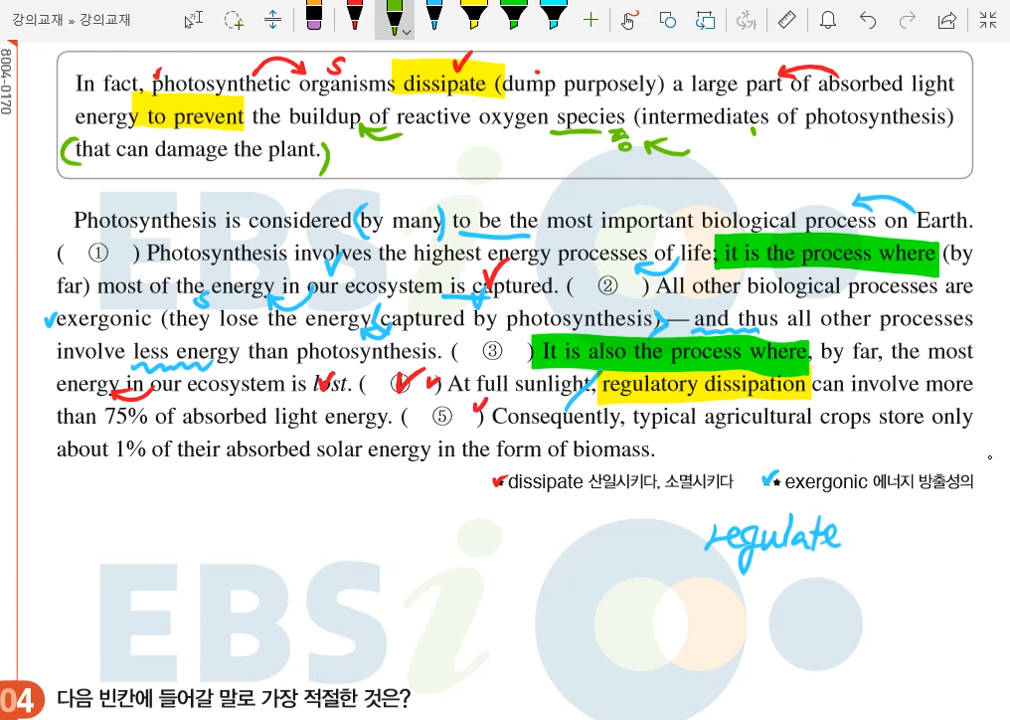 강의교재 » 강의교재
8004-0170
In fact, photosynthetic organisms dissipate (dump purposely) a large part of absorbed light
energy to prevent the buildup of reactive oxygen species (intermediates of photosynthesis)
that can damage the plant.
종
Photosynthesis is considered by many to be the most important biological process on Earth.
( ① ) Photosynthesis involves the highest energy processes of life; it is the process where (by
far) most of the energy in our ecosystem is captured. ( ② ) All other biological processes are
exergonic (they lose the energy captured by photosynthesis) — and thus all other processes
involve less energy than photosynthesis. ( ③ ) It is also the process where, by far, the most
energy in our ecosystem is lost. ( ④ ) At full sunlight, regulatory dissipation can involve more
than 75% of absorbed light energy. ( ⑤ ) Consequently, typical agricultural crops store only
about 1% of their absorbed solar energy in the form of biomass.
*dissipate 산일시키다, 소멸시키다 *exergonic 에너지 방출성의
regulate
EBSi
EBSi
04 다음 빈칸에 들어갈 말로 가장 적절한 것은?